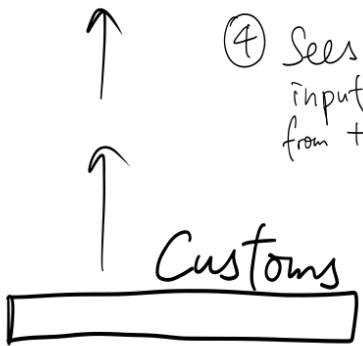 ④ Sees
input
from
Customs